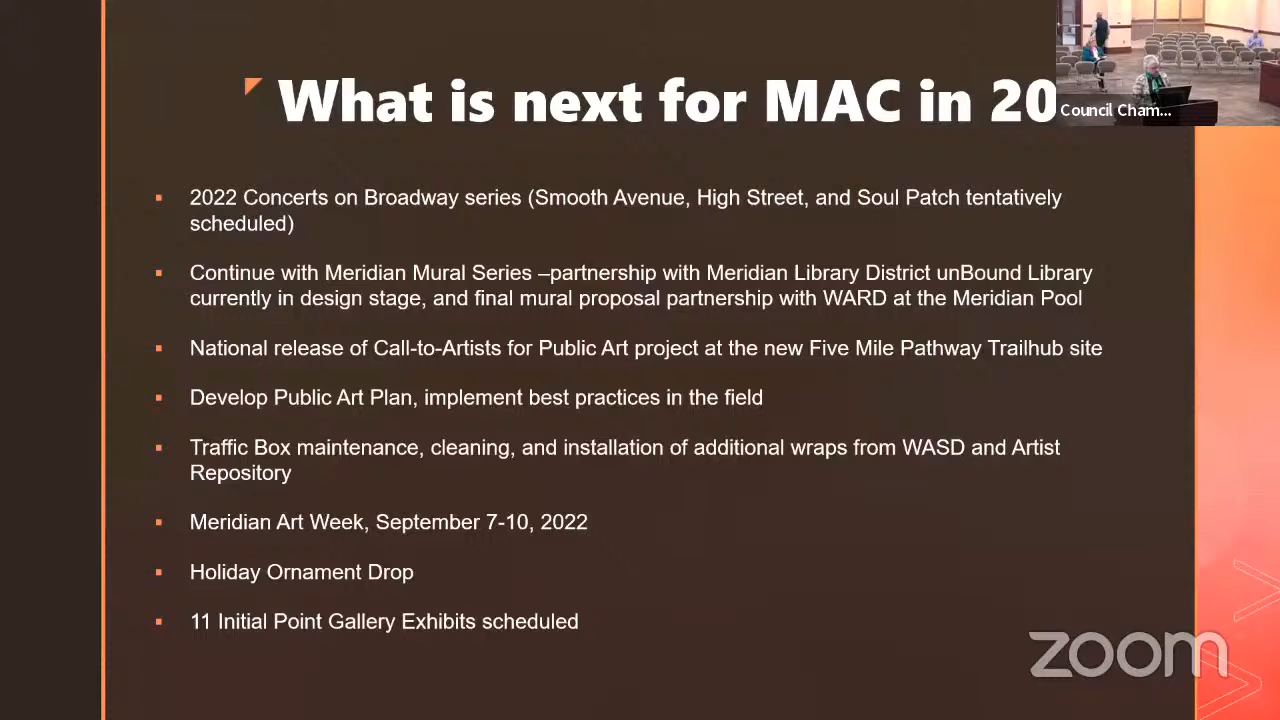 What is next for MAC in 20
Council Cham...
2022 Concerts on Broadway series (Smooth Avenue, High Street, and Soul Patch tentatively
scheduled)
Continue with Meridian Mural Series –partnership with Meridian Library District unBound Library
currently in design stage, and final mural proposal partnership with WARD at the Meridian Pool
National release of Call-to-Artists for Public Art project at the new Five Mile Pathway Trailhub site
Develop Public Art Plan, implement best practices in the field
Traffic Box maintenance, cleaning, and installation of additional wraps from WASD and Artist
Repository
Meridian Art Week, September 7-10, 2022
Holiday Ornament Drop
11 Initial Point Gallery Exhibits scheduled
zoom